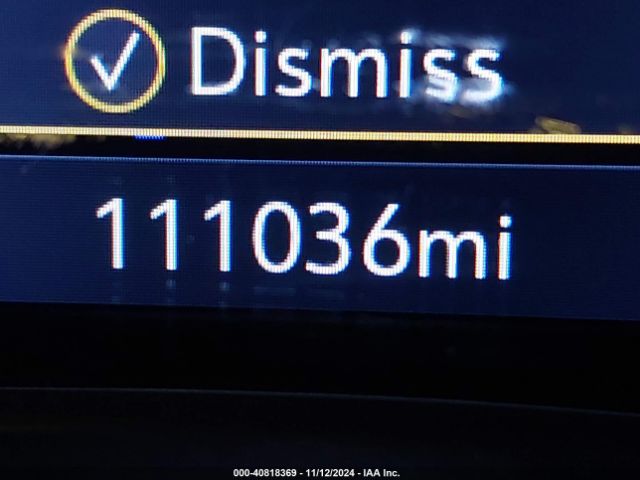 Dismiss
111036mi
000-40818369 - 11/12/2024 - IAA Inc.